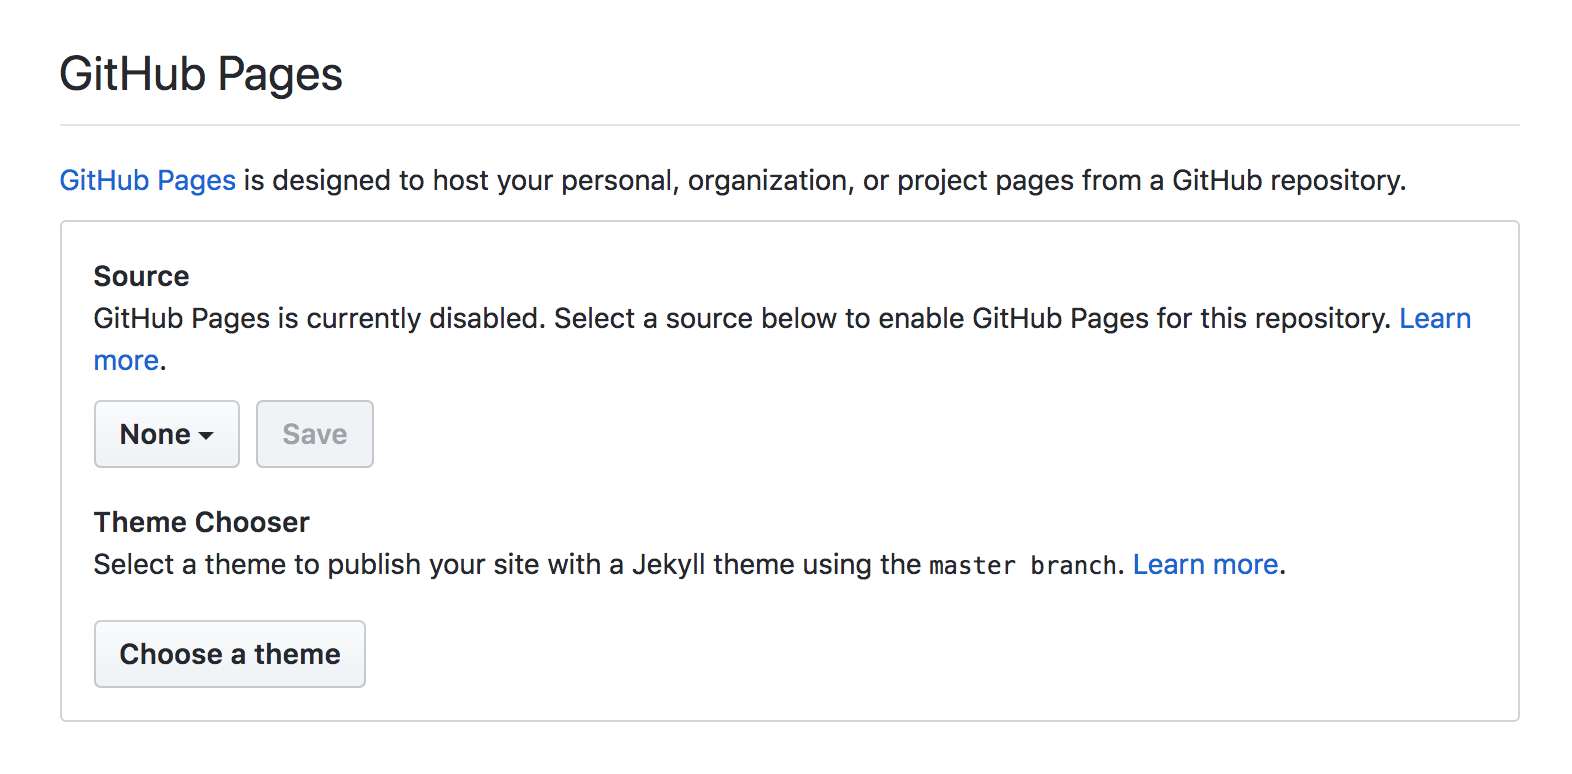 GitHub Pages
GitHub Pages is designed to host your personal, organization, or project pages from a GitHub repository.
Source
GitHub Pages is currently disabled. Select a source below to enable GitHub Pages for this repository. Learn
more.
None Save
Theme Chooser
Select a theme to publish your site with a Jekyll theme using the master branch. Learn more.
Choose a theme